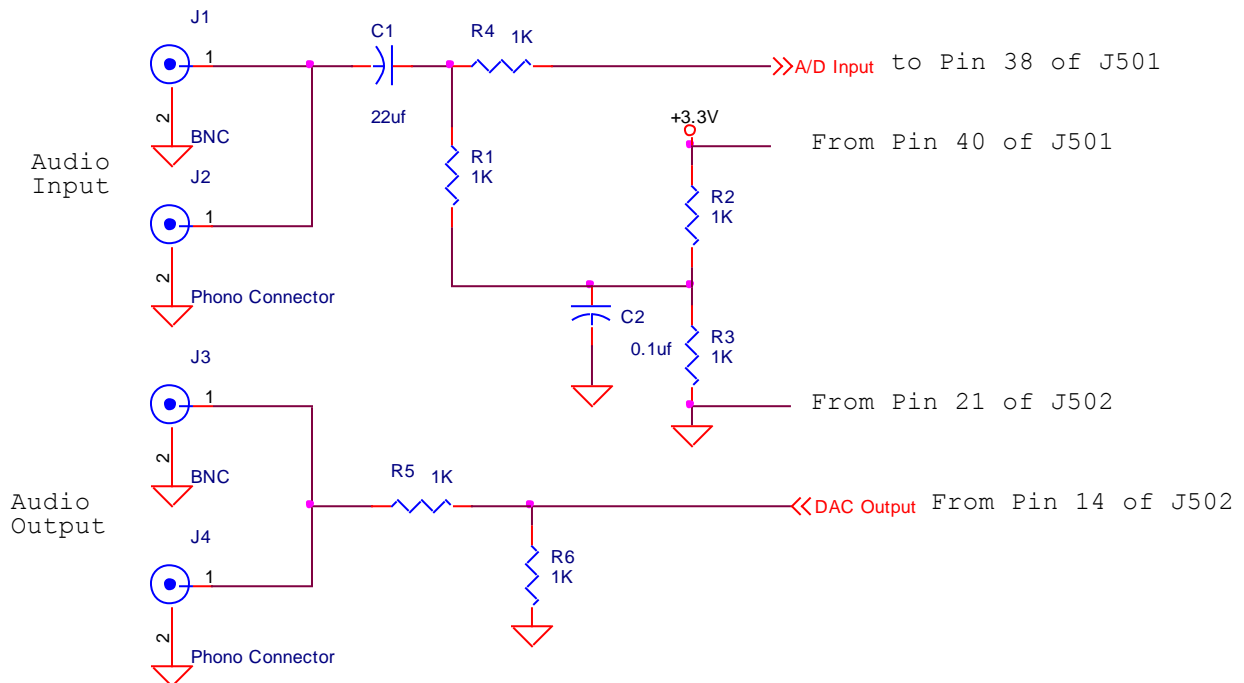 J1
1
2
BNC
C1
22uf
R4
1K
A/D Input
to Pin 38 of J501
Audio
Input
J2
1
2
Phono Connector
R1
1K
+3.3V
From Pin 40 of J501
R2
1K
C2
0.1uf
R3
1K
From Pin 21 of J502
J3
1
2
BNC
Audio
Output
J4
1
2
Phono Connector
R5
1K
R6
1K
DAC Output
From Pin 14 of J502